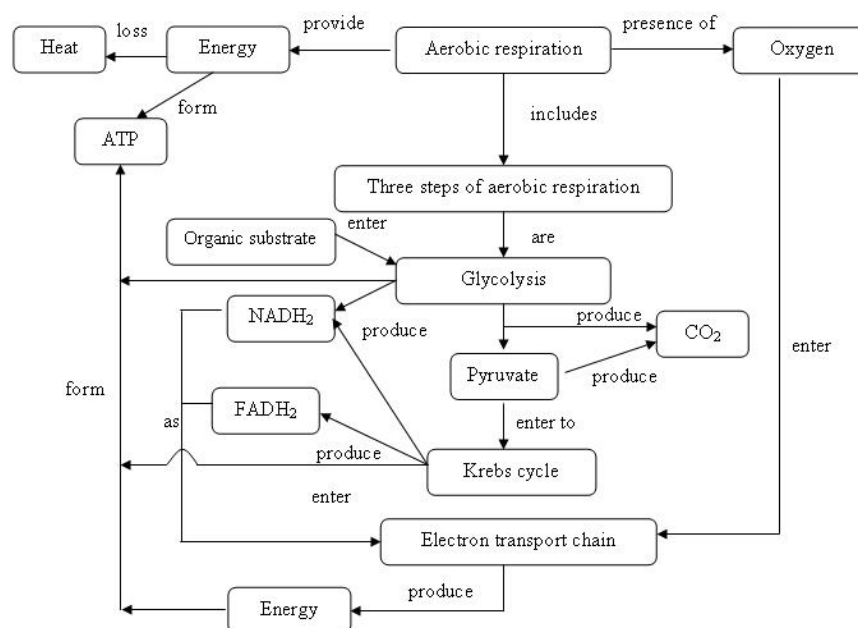 loss
provide
presence of
Heat
Energy
Aerobic respiration
Oxygen
form
includes
ATP
Three steps of aerobic respiration
enter
Organic substrate
are
Glycolysis
NADH₂
produce
produce
CO₂
enter
Pyruvate
produce
form
FADH₂
as
enter to
produce
Krebs cycle
enter
Electron transport chain
produce
Energy